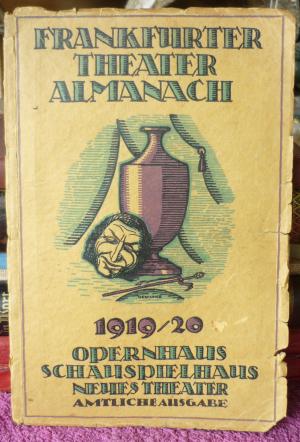 FRANKFURTER
THEATER
ALMANACH
1919/20
OPERNHAUS
SCHAUSPIELHAUS
NEUES THEATER
AMTLICHE AUSGABE